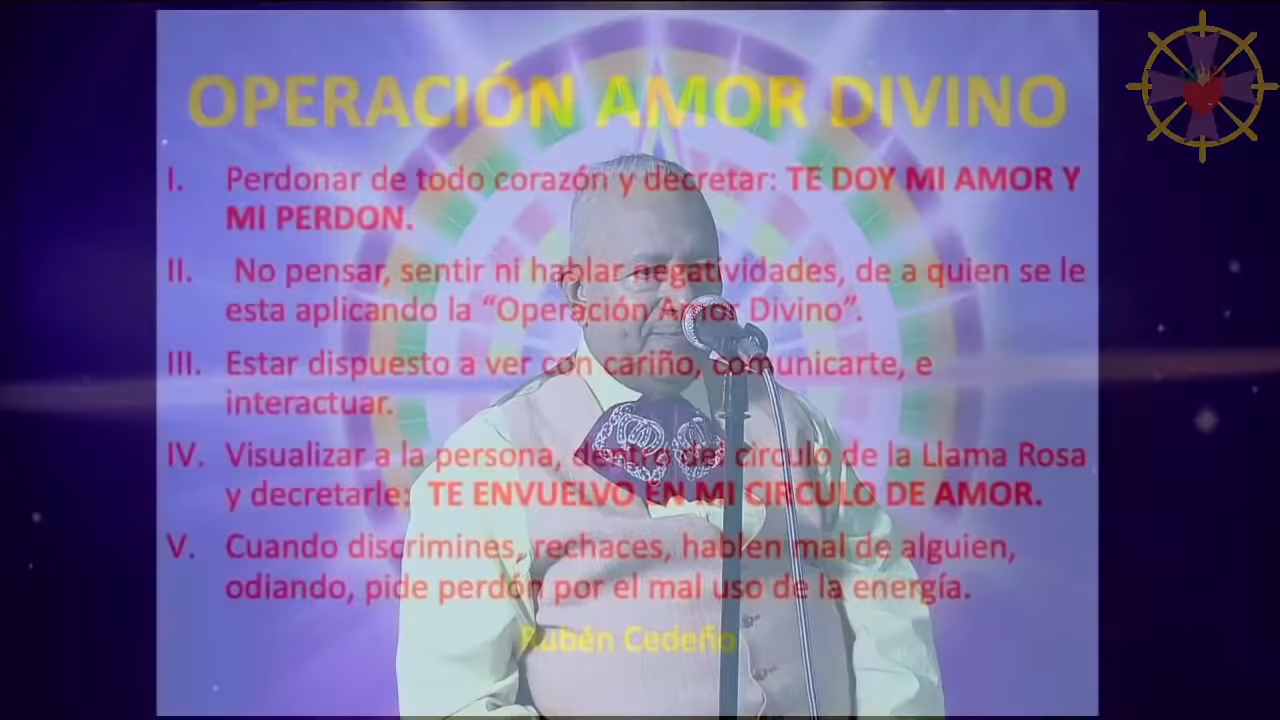 OPERACIÓN AMOR DIVINO
I. Perdonar de todo corazón y decretar: TE DOY MI AMOR Y
MI PERDON.
II. No pensar, sentir ni hablar negatividades, de a quien se le
esta aplicando la “Operación Amor Divino”.
III. Estar dispuesto a ver con cariño, comunicarte, e
interactuar.
IV. Visualizar a la persona, dentro del circulo de la Llama Rosa
y decretarle: TE ENVUELVO EN MI CIRCULO DE AMOR.
V. Cuando discrimines, rechaces, hablen mal de alguien,
odiando, pide perdón por el mal uso de la energía.
Rubén Cedeño